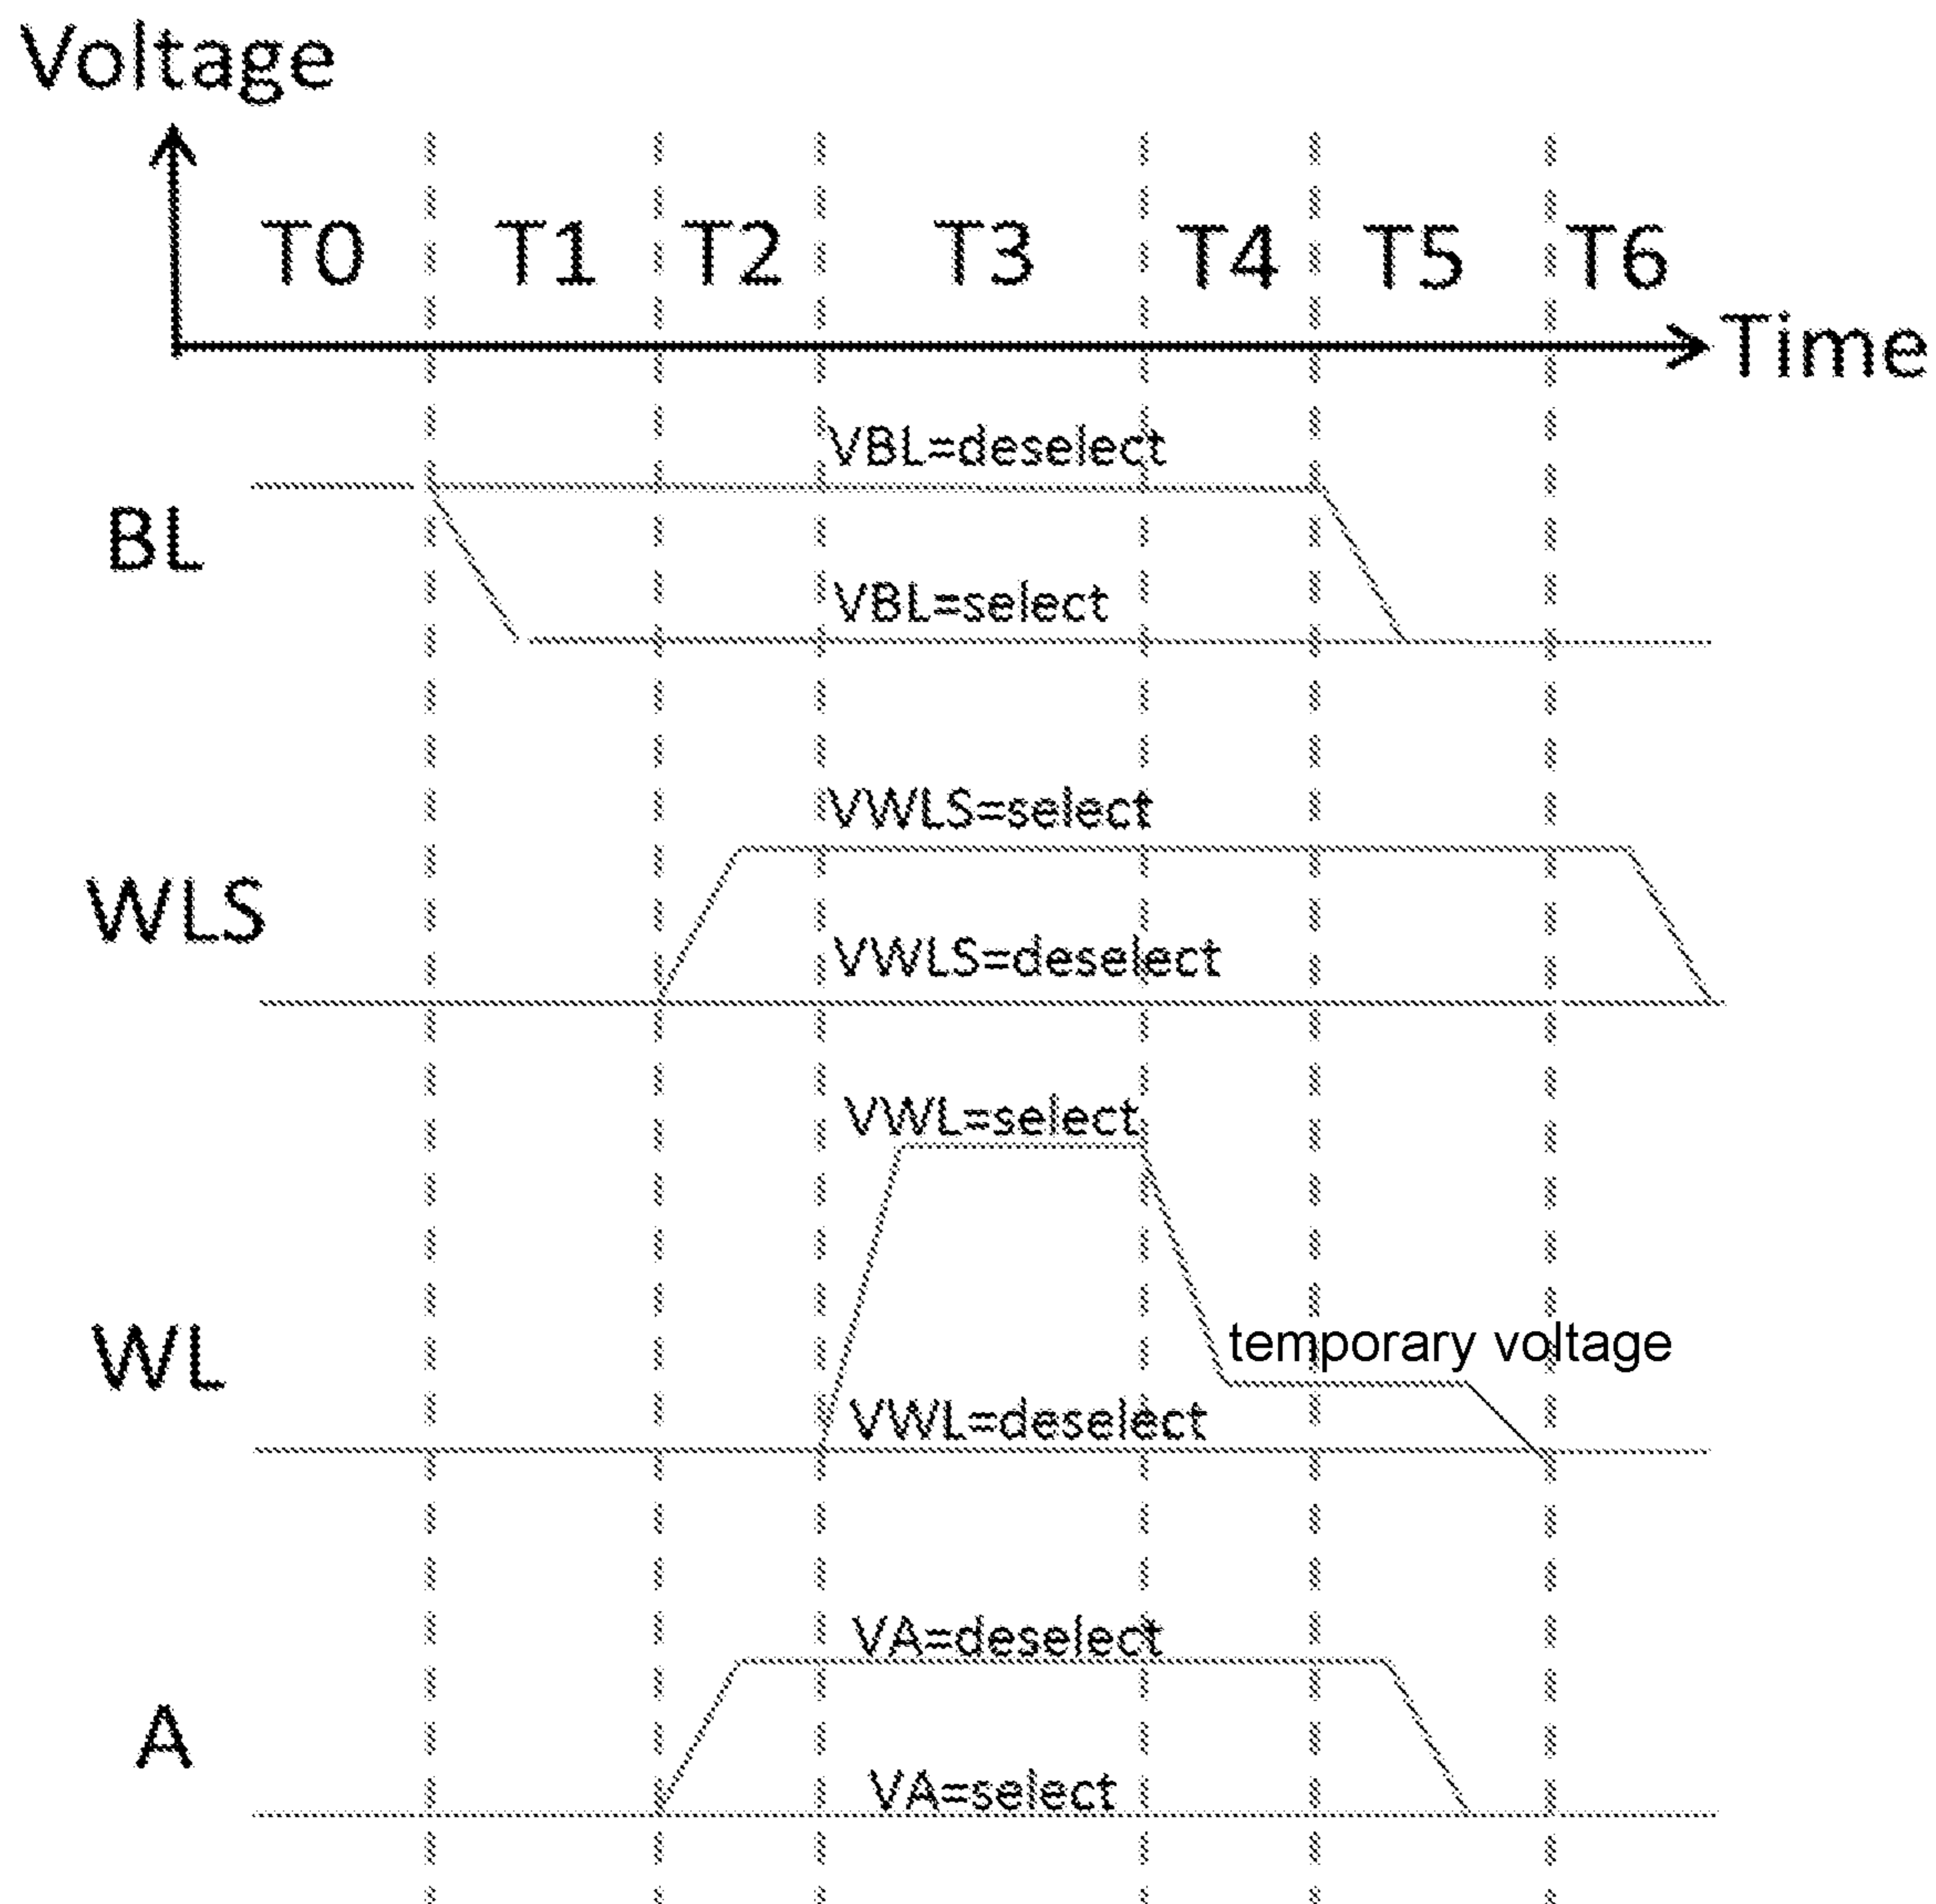 Voltage
T0 T1 T2 T3 T4 T5 T6
Time
VBL=deselect
BL
VBL=select
VWLS=select
WLS
VWLS=deselect
VWL=select
temporary voltage
WL
VWL=deselect
VA=deselect
A
VA=select